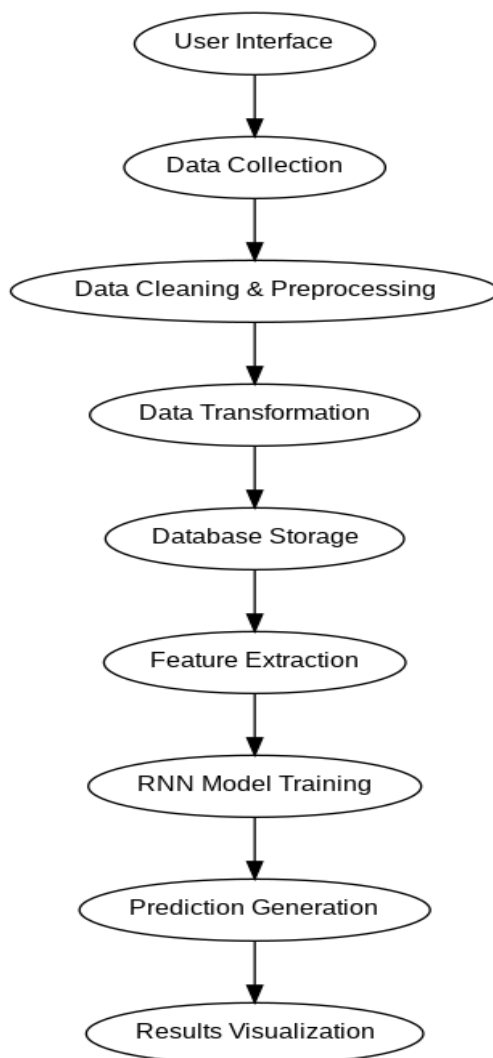 User Interface
Data Collection
Data Cleaning & Preprocessing
Data Transformation
Database Storage
Feature Extraction
RNN Model Training
Prediction Generation
Results Visualization